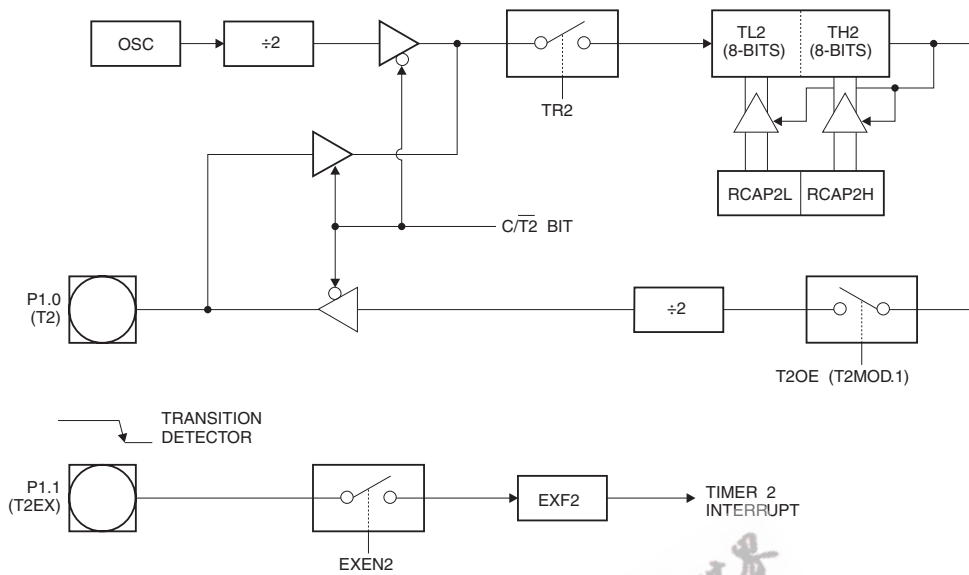 OSC
÷2
TR2
TL2
(8-BITS)
TH2
(8-BITS)
RCAP2L
RCAP2H
C/T2 BIT
P1.0
(T2)
÷2
T2OE (T2MOD.1)
TRANSITION
DETECTOR
P1.1
(T2EX)
EXEN2
EXF2
TIMER 2
INTERRUPT